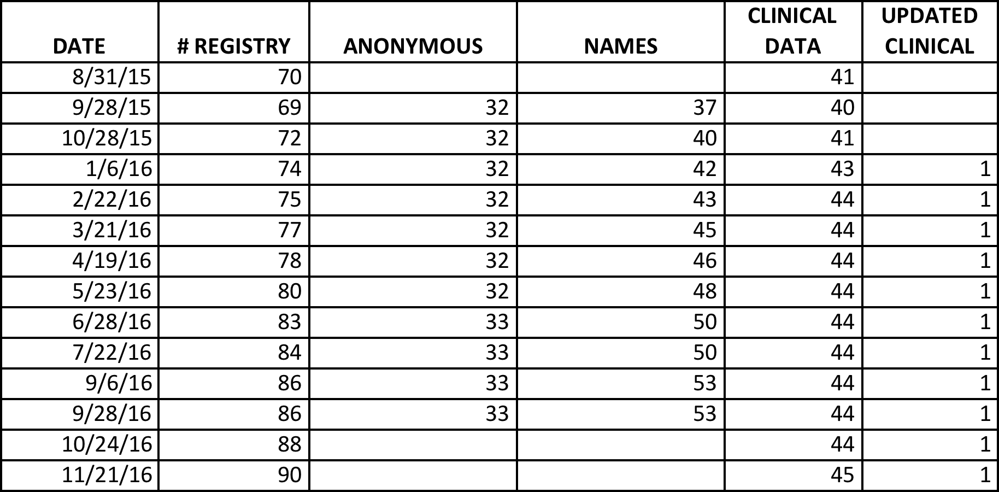 DATE # REGISTRY ANONYMOUS NAMES CLINICAL DATA UPDATED CLINICAL
8/31/15 70 41
9/28/15 69 32 37 40
10/28/15 72 32 40 41
1/6/16 74 32 42 43 1
2/22/16 75 32 43 44 1
3/21/16 77 32 45 44 1
4/19/16 78 32 46 44 1
5/23/16 80 32 48 44 1
6/28/16 83 33 50 44 1
7/22/16 84 33 50 44 1
9/6/16 86 33 53 44 1
9/28/16 86 33 53 44 1
10/24/16 88 44 1
11/21/16 90 45 1